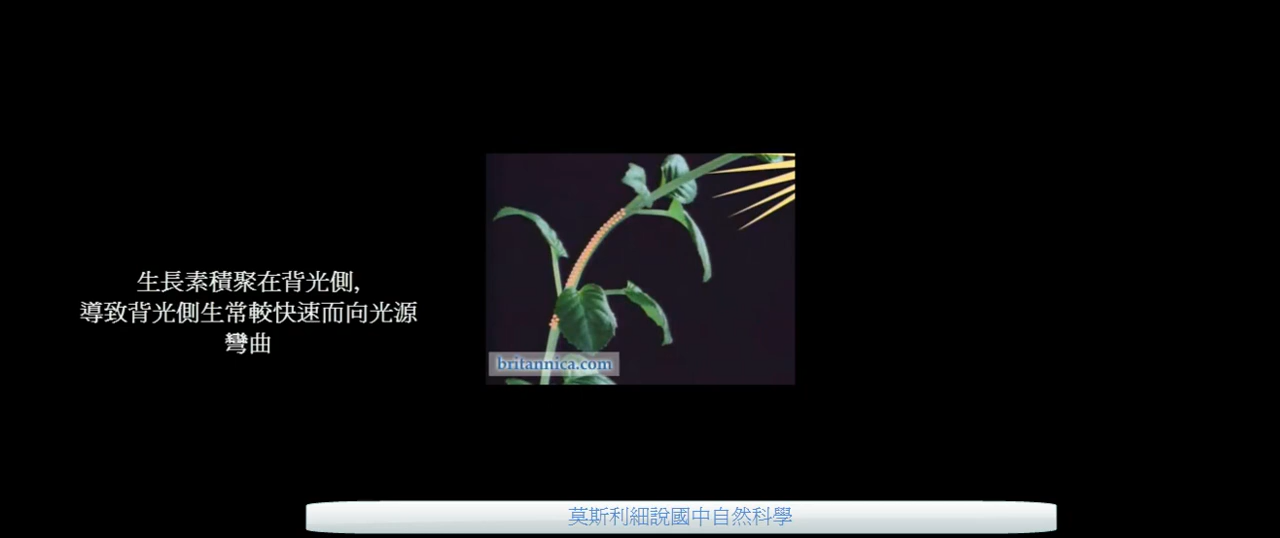 生長素積聚在背光側,
導致背光側生常較快速而向光源
彎曲
britannica.com
莫斯利細說國中自然科學